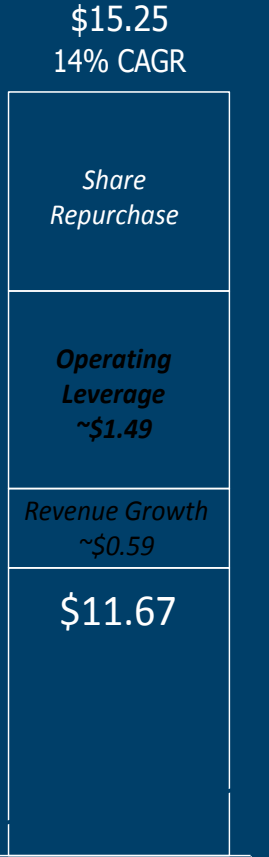 $15.25
14% CAGR
Share
Repurchase
Operating
Leverage
~$1.49
Revenue Growth
~$0.59
$11.67